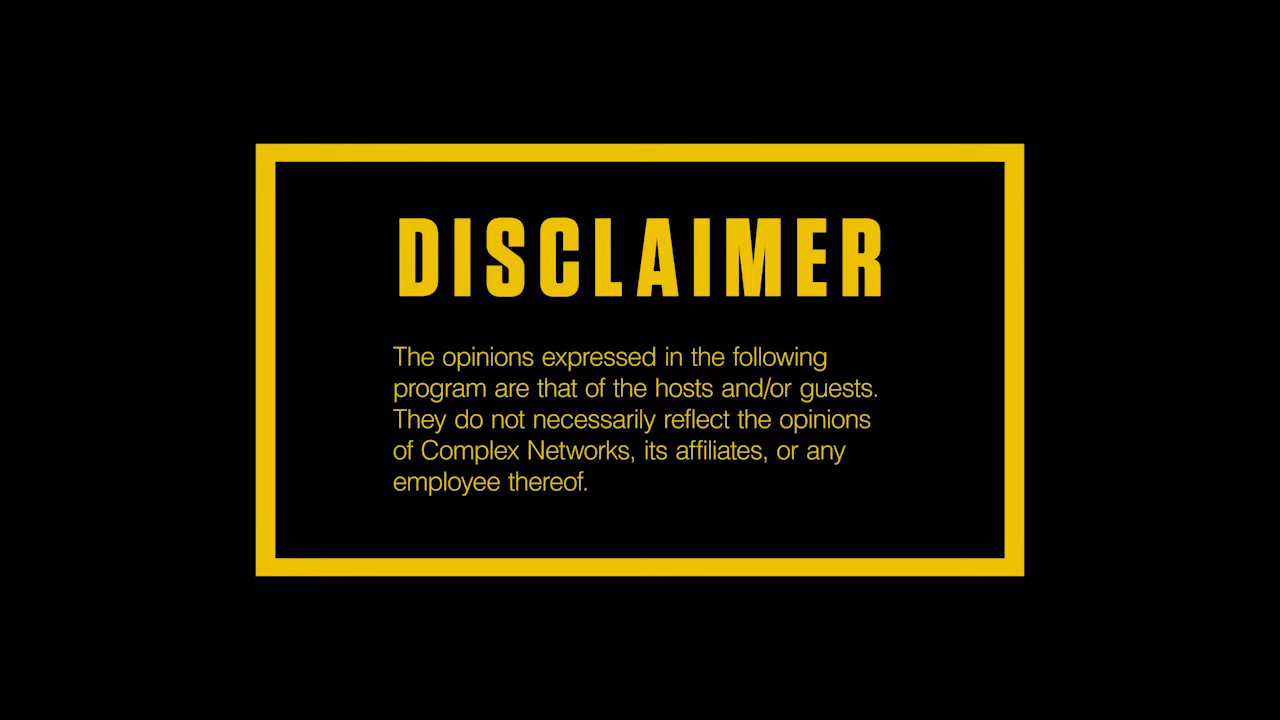 DISCLAIMER
The opinions expressed in the following
program are that of the hosts and/or guests.
They do not necessarily reflect the opinions
of Complex Networks, its affiliates, or any
employee thereof.